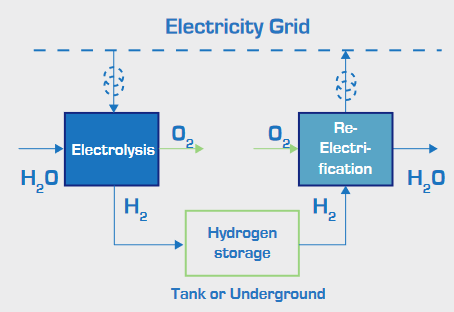 Electricity Grid
Electrolysis
O₂
O₂
Re-
Electri-
fication
H₂O
H₂O
H₂
H₂
Hydrogen
storage
Tank or Underground